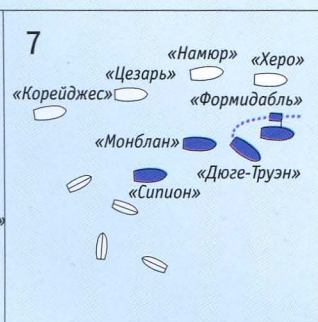 7
«Намюр»
«Херо»
«Цезарь»
«Корейджес»
«Формидабль»
«Монблан»
«Дюге-Труэн»
«Сипион»
»